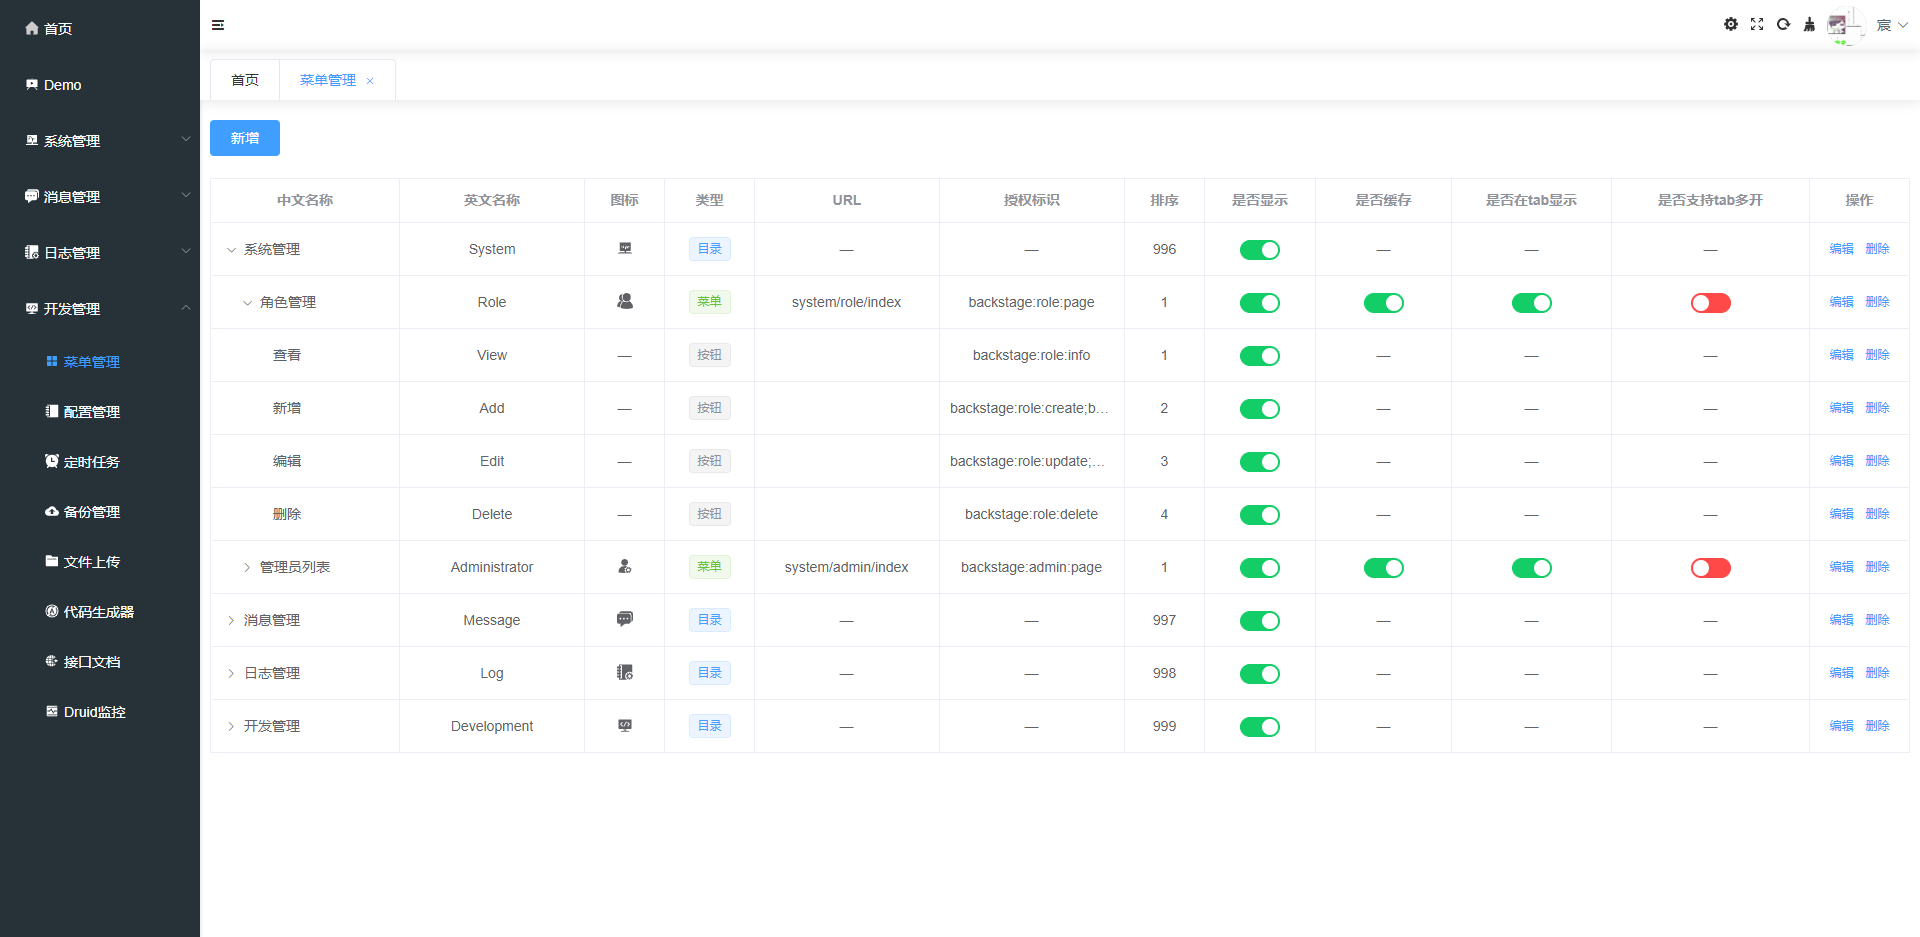 首页
Demo
系统管理
消息管理
日志管理
开发管理
菜单管理
配置管理
定时任务
备份管理
文件上传
代码生成器
接口文档
Druid监控
宸
首页 菜单管理 ×
新增
中文名称 英文名称 图标 类型 URL 授权标识 排序 是否显示 是否缓存 是否在tab显示 是否支持tab多开 操作
系统管理 System 目录 — — 996 — — — 编辑 删除
角色管理 Role 菜单 system/role/index backstage:role:page 1 编辑 删除
查看 View — 按钮 backstage:role:info 1 — — — 编辑 删除
新增 Add — 按钮 backstage:role:create;b... 2 — — — 编辑 删除
编辑 Edit — 按钮 backstage:role:update;... 3 — — — 编辑 删除
删除 Delete — 按钮 backstage:role:delete 4 — — — 编辑 删除
管理员列表 Administrator 菜单 system/admin/index backstage:admin:page 1 编辑 删除
消息管理 Message 目录 — — 997 — — — 编辑 删除
日志管理 Log 目录 — — 998 — — — 编辑 删除
开发管理 Development 目录 — — 999 — — — 编辑 删除